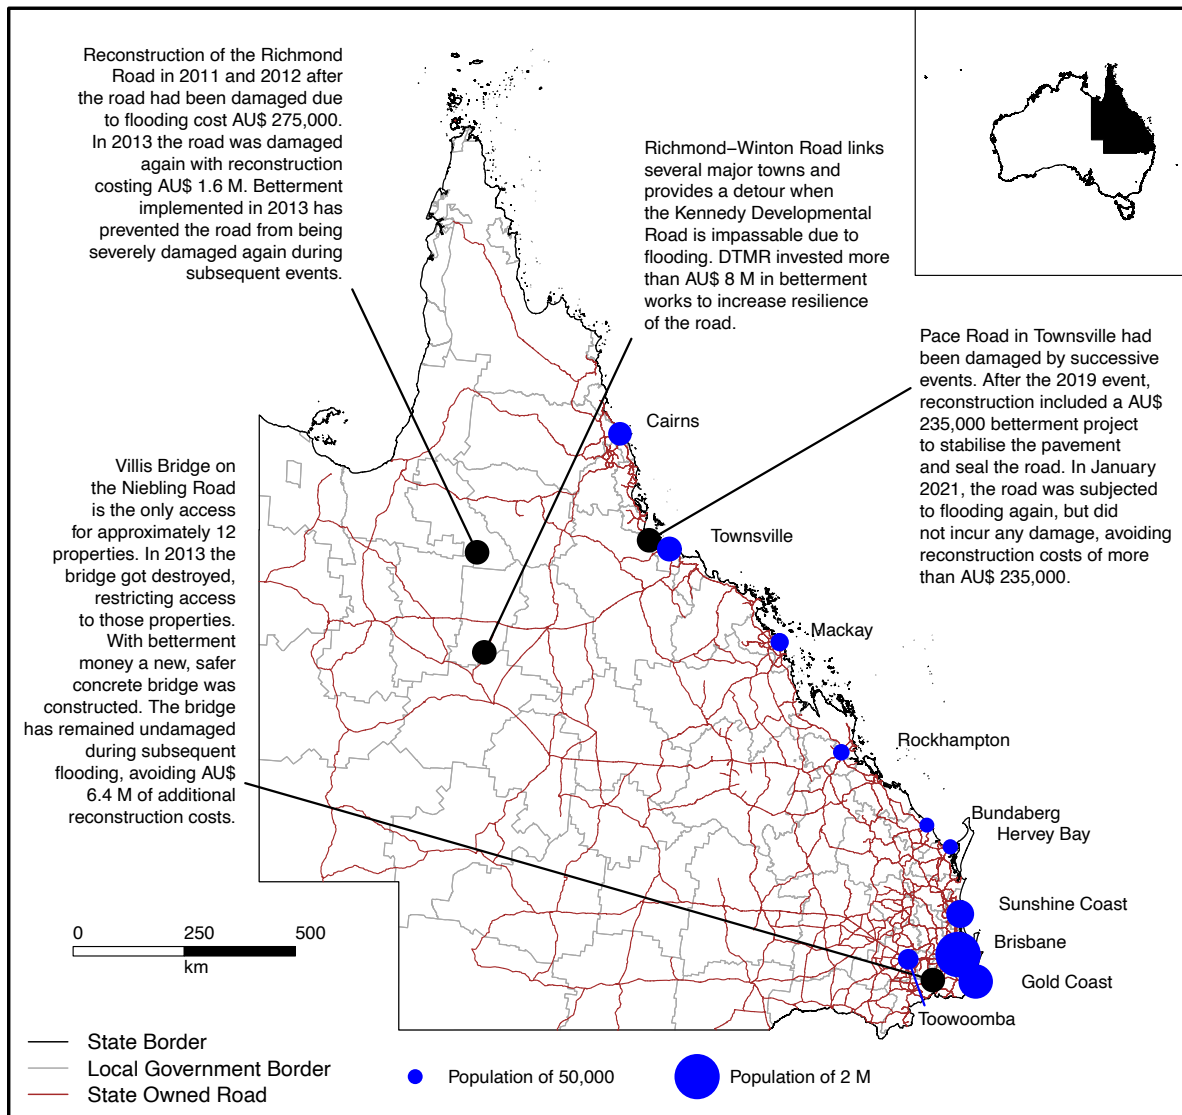 Reconstruction of the Richmond
Road in 2011 and 2012 after
the road had been damaged due
to flooding cost AU$ 275,000.
In 2013 the road was damaged
again with reconstruction
costing AU$ 1.6 M. Betterment
implemented in 2013 has
prevented the road from being
severely damaged again during
subsequent events.
Richmond−Winton Road links
several major towns and
provides a detour when
the Kennedy Developmental
Road is impassable due to
flooding. DTMR invested more
than AU$ 8 M in betterment
works to increase resilience
of the road.
Pace Road in Townsville had
been damaged by successive
events. After the 2019 event,
reconstruction included a AU$
235,000 betterment project
to stabilise the pavement
and seal the road. In January
2021, the road was subjected
to flooding again, but did
not incur any damage, avoiding
reconstruction costs of more
than AU$ 235,000.
Villis Bridge on
the Niebling Road
is the only access
for approximately 12
properties. In 2013 the
bridge got destroyed,
restricting access
to those properties.
With betterment
money a new, safer
concrete bridge was
constructed. The bridge
has remained undamaged
during subsequent
flooding, avoiding AU$
6.4 M of additional
reconstruction costs.
Cairns
Townsville
Mackay
Rockhampton
Bundaberg
Hervey Bay
Sunshine Coast
Brisbane
Gold Coast
Toowoomba
0 250 500
km
State Border
Local Government Border
State Owned Road
Population of 50,000
Population of 2 M